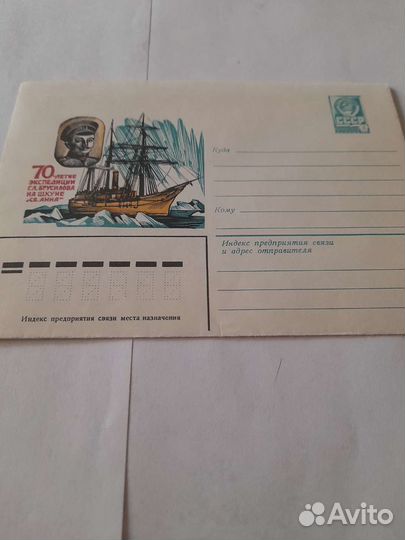 СССР
Куда
70-ЛЕТИЕ
ЭКСПЕДИЦИИ
Г.Л. БРУСИЛОВА
НА ШХУНЕ
«СВ. АННА»
Кому
Индекс предприятия связи
и адрес отправителя
Индекс предприятия связи места назначения
Avito